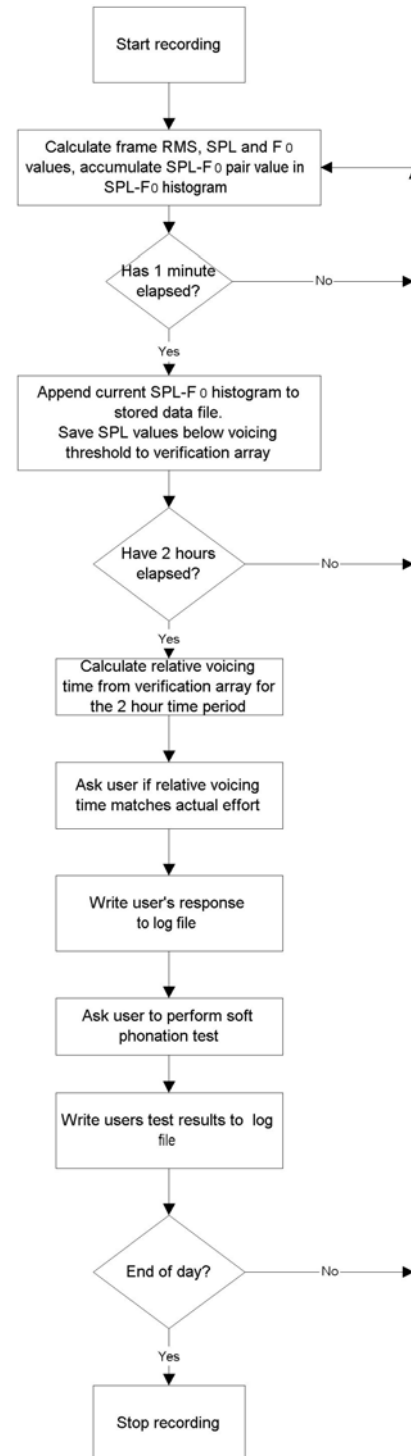 Start recording
Calculate frame RMS, SPL and F 0
values, accumulate SPL-F 0 pair value in
SPL-F0 histogram
Has 1 minute
elapsed?
No
Yes
Append current SPL-F 0 histogram to
stored data file.
Save SPL values below voicing
threshold to verification array
Have 2 hours
elapsed?
No
Yes
Calculate relative voicing
time from verification array for
the 2 hour time period
Ask user if relative voicing
time matches actual effort
Write user's response
to log file
Ask user to perform soft
phonation test
Write users test results to log
file
End of day?
No
Yes
Stop recording